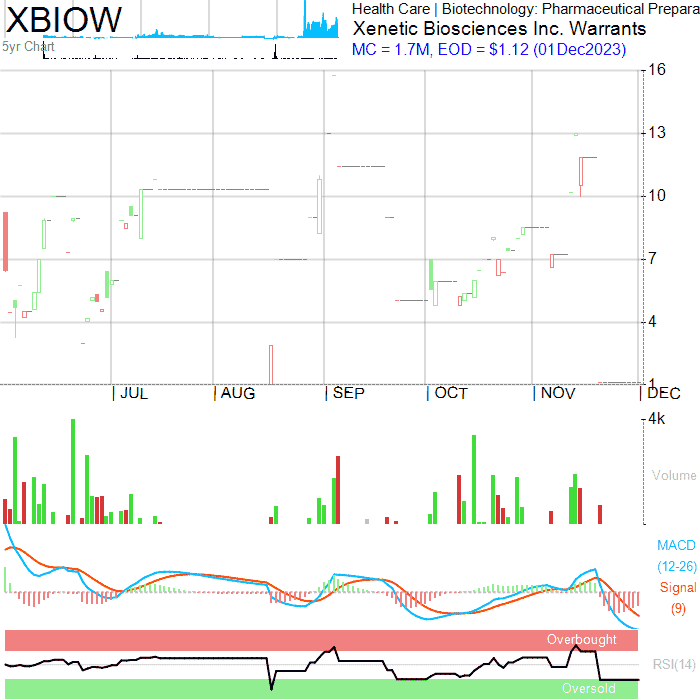 XBIOW
Health Care | Biotechnology: Pharmaceutical Prepara
Xenetic Biosciences Inc. Warrants
5yr Chart
MC = 1.7M, EOD = $1.12 (01Dec2023)
16
13
10
7
4
1
JUL
AUG
SEP
OCT
NOV
DEC
4k
Volume
MACD
(12-26)
Signal
(9)
Overbought
RSI(14)
Oversold